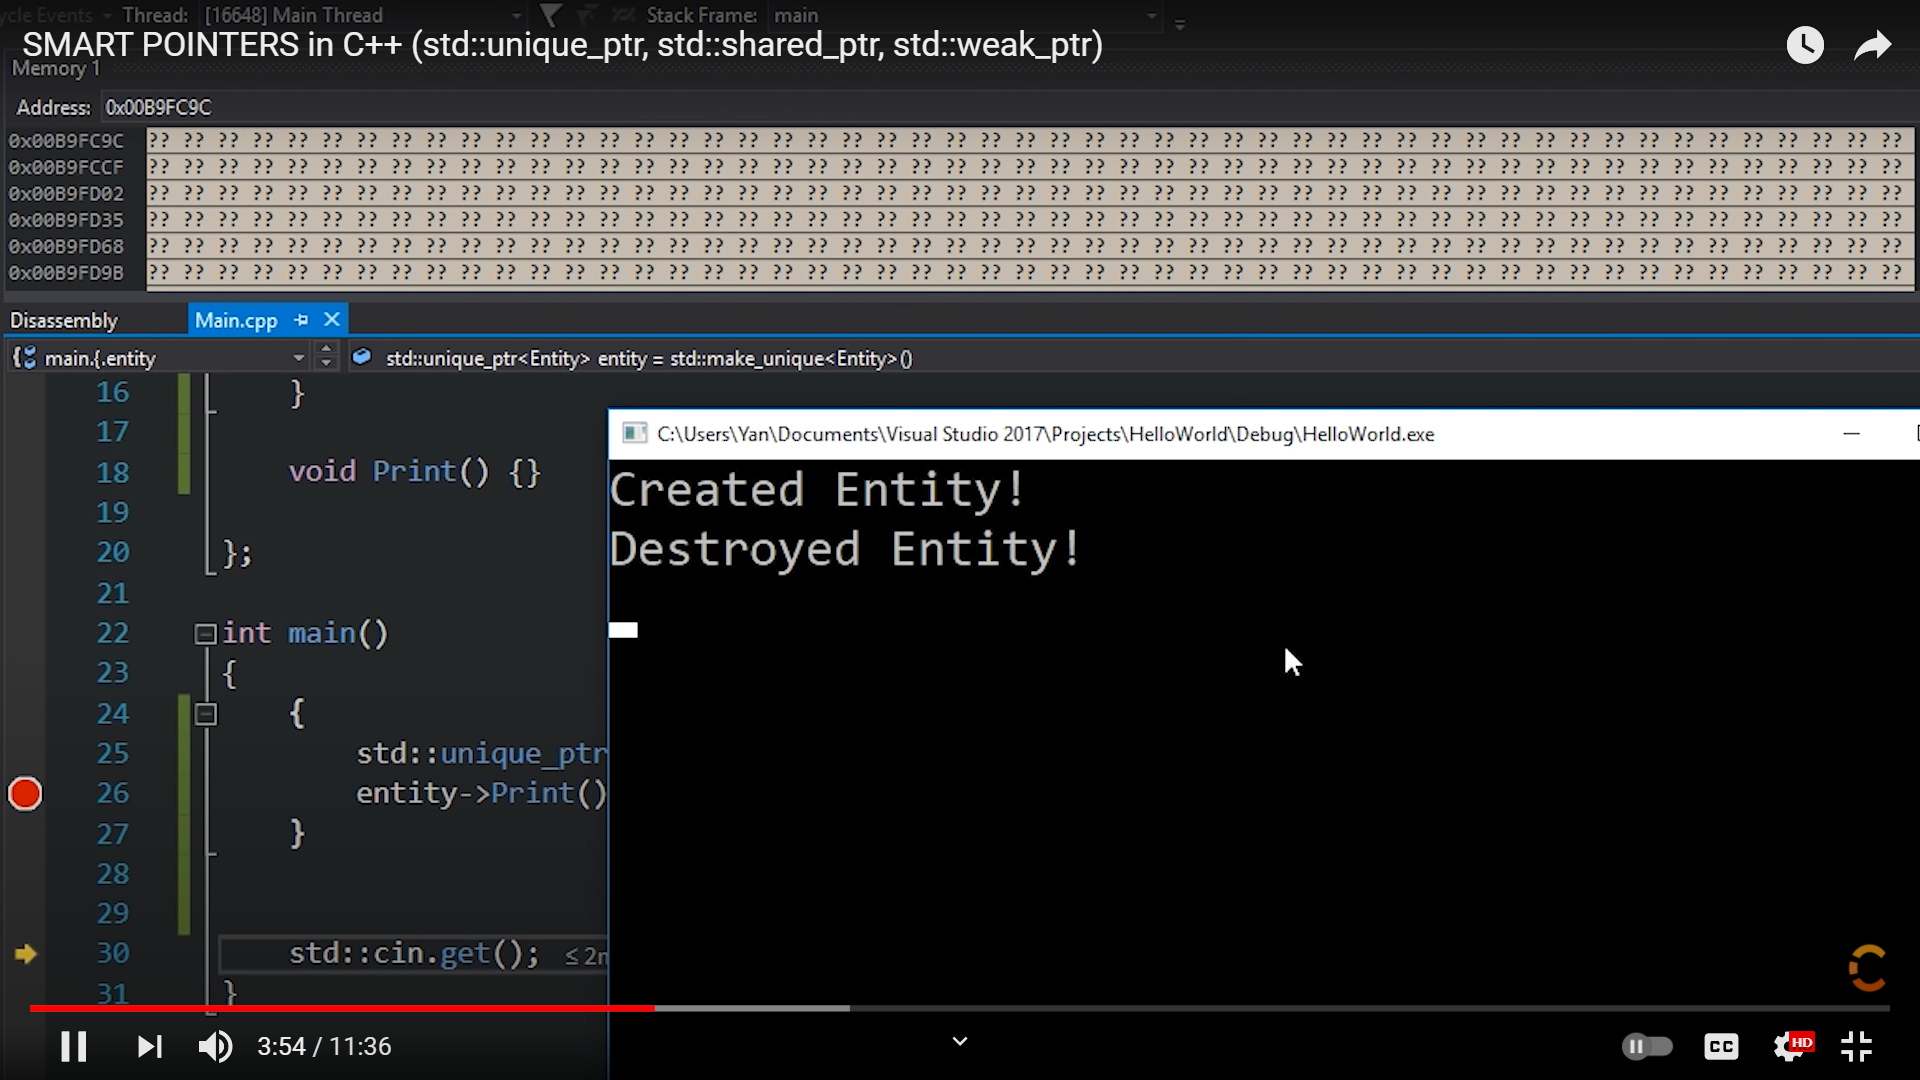 cycle Events Thread: [16648] Main Thread Stack Frame: main
SMART POINTERS in C++ (std::unique_ptr, std::shared_ptr, std::weak_ptr)
Memory 1
Address: 0x00B9FC9C
0x00B9FC9C ?? ?? ?? ?? ?? ?? ?? ?? ?? ?? ?? ?? ?? ?? ?? ?? ?? ?? ?? ?? ?? ?? ?? ?? ?? ?? ?? ?? ?? ?? ?? ?? ?? ?? ?? ?? ?? ?? ?? ?? ?? ?? ?? ?? ?? ?? ?? ?? ?? ?? ??
0x00B9FCCF ?? ?? ?? ?? ?? ?? ?? ?? ?? ?? ?? ?? ?? ?? ?? ?? ?? ?? ?? ?? ?? ?? ?? ?? ?? ?? ?? ?? ?? ?? ?? ?? ?? ?? ?? ?? ?? ?? ?? ?? ?? ?? ?? ?? ?? ?? ?? ?? ?? ?? ??
0x00B9FD02 ?? ?? ?? ?? ?? ?? ?? ?? ?? ?? ?? ?? ?? ?? ?? ?? ?? ?? ?? ?? ?? ?? ?? ?? ?? ?? ?? ?? ?? ?? ?? ?? ?? ?? ?? ?? ?? ?? ?? ?? ?? ?? ?? ?? ?? ?? ?? ?? ?? ?? ??
0x00B9FD35 ?? ?? ?? ?? ?? ?? ?? ?? ?? ?? ?? ?? ?? ?? ?? ?? ?? ?? ?? ?? ?? ?? ?? ?? ?? ?? ?? ?? ?? ?? ?? ?? ?? ?? ?? ?? ?? ?? ?? ?? ?? ?? ?? ?? ?? ?? ?? ?? ?? ?? ??
0x00B9FD68 ?? ?? ?? ?? ?? ?? ?? ?? ?? ?? ?? ?? ?? ?? ?? ?? ?? ?? ?? ?? ?? ?? ?? ?? ?? ?? ?? ?? ?? ?? ?? ?? ?? ?? ?? ?? ?? ?? ?? ?? ?? ?? ?? ?? ?? ?? ?? ?? ?? ?? ??
0x00B9FD9B ?? ?? ?? ?? ?? ?? ?? ?? ?? ?? ?? ?? ?? ?? ?? ?? ?? ?? ?? ?? ?? ?? ?? ?? ?? ?? ?? ?? ?? ?? ?? ?? ?? ?? ?? ?? ?? ?? ?? ?? ?? ?? ?? ?? ?? ?? ?? ?? ?? ?? ??
Disassembly Main.cpp
main.{.entity std::unique_ptr<Entity> entity = std::make_unique<Entity>()
16 }
17
18 void Print() {}
19
20 };
21
22 int main()
23 {
24 {
25 std::unique_ptr
26 entity->Print()
27 }
28
29
30 std::cin.get(); ≤2m
31 }
C:\Users\Yan\Documents\Visual Studio 2017\Projects\HelloWorld\Debug\HelloWorld.exe
Created Entity!
Destroyed Entity!
3:54 / 11:36
CC HD